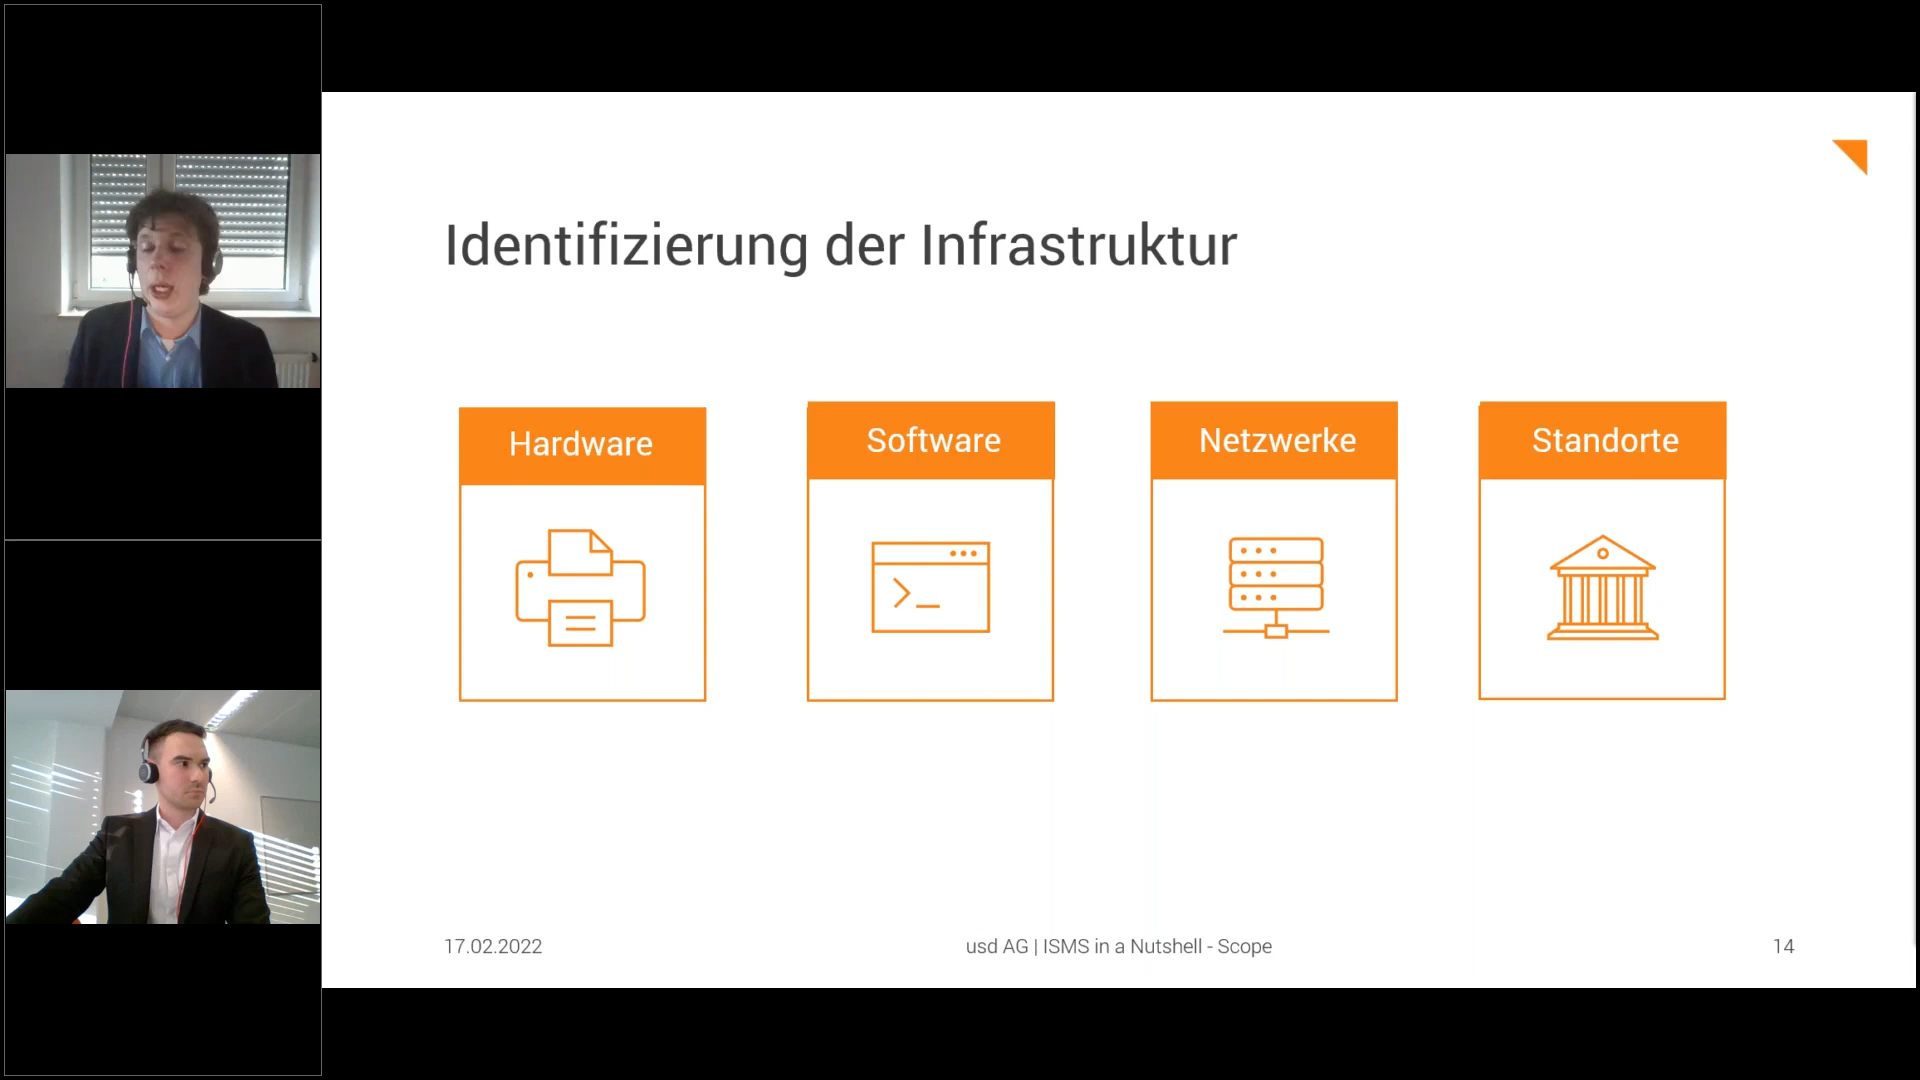 Identifizierung der Infrastruktur
Hardware
Software
Netzwerke
Standorte
17.02.2022
usd AG | ISMS in a Nutshell - Scope
14